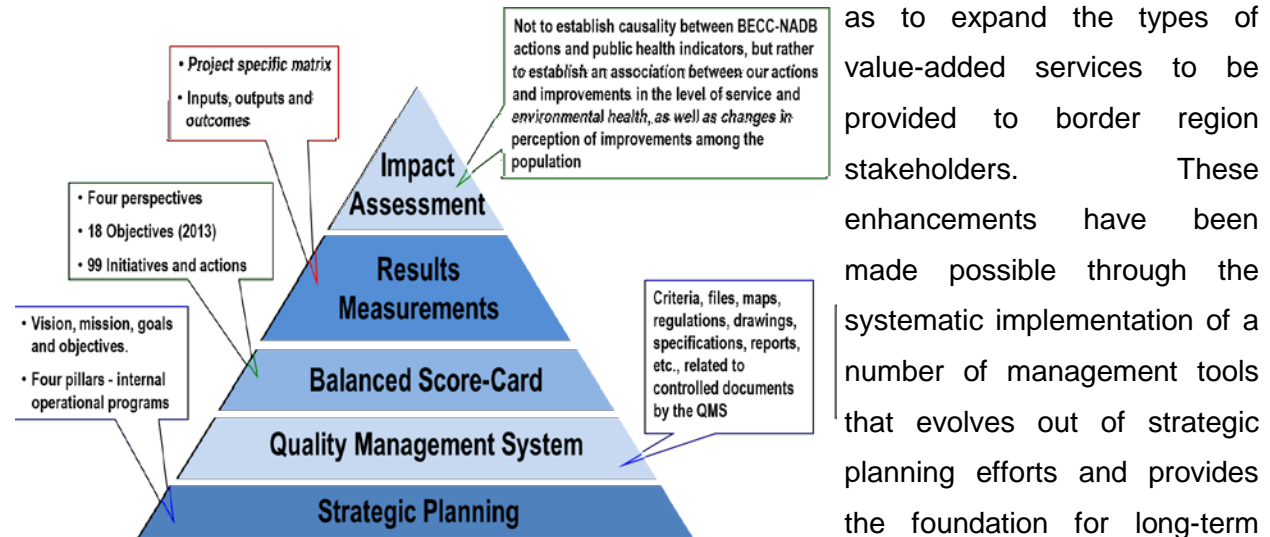 Not to establish causality between BECC-NADB
actions and public health indicators, but rather
to establish an association between our actions
and improvements in the level of service and
environmental health, as well as changes in
perception of improvements among the
population
• Project specific matrix
• Inputs, outputs and
outcomes
• Four perspectives
• 18 Objectives (2013)
• 99 Initiatives and actions
• Vision, mission, goals
and objectives.
• Four pillars - internal
operational programs
Criteria, files, maps,
regulations, drawings,
specifications, reports,
etc., related to
controlled documents
by the QMS
Impact
Assessment
Results
Measurements
Balanced Score-Card
Quality Management System
Strategic Planning
as to expand the types of
value-added services to be
provided to border region
stakeholders. These
enhancements have been
made possible through the
systematic implementation of a
number of management tools
that evolves out of strategic
planning efforts and provides
the foundation for long-term